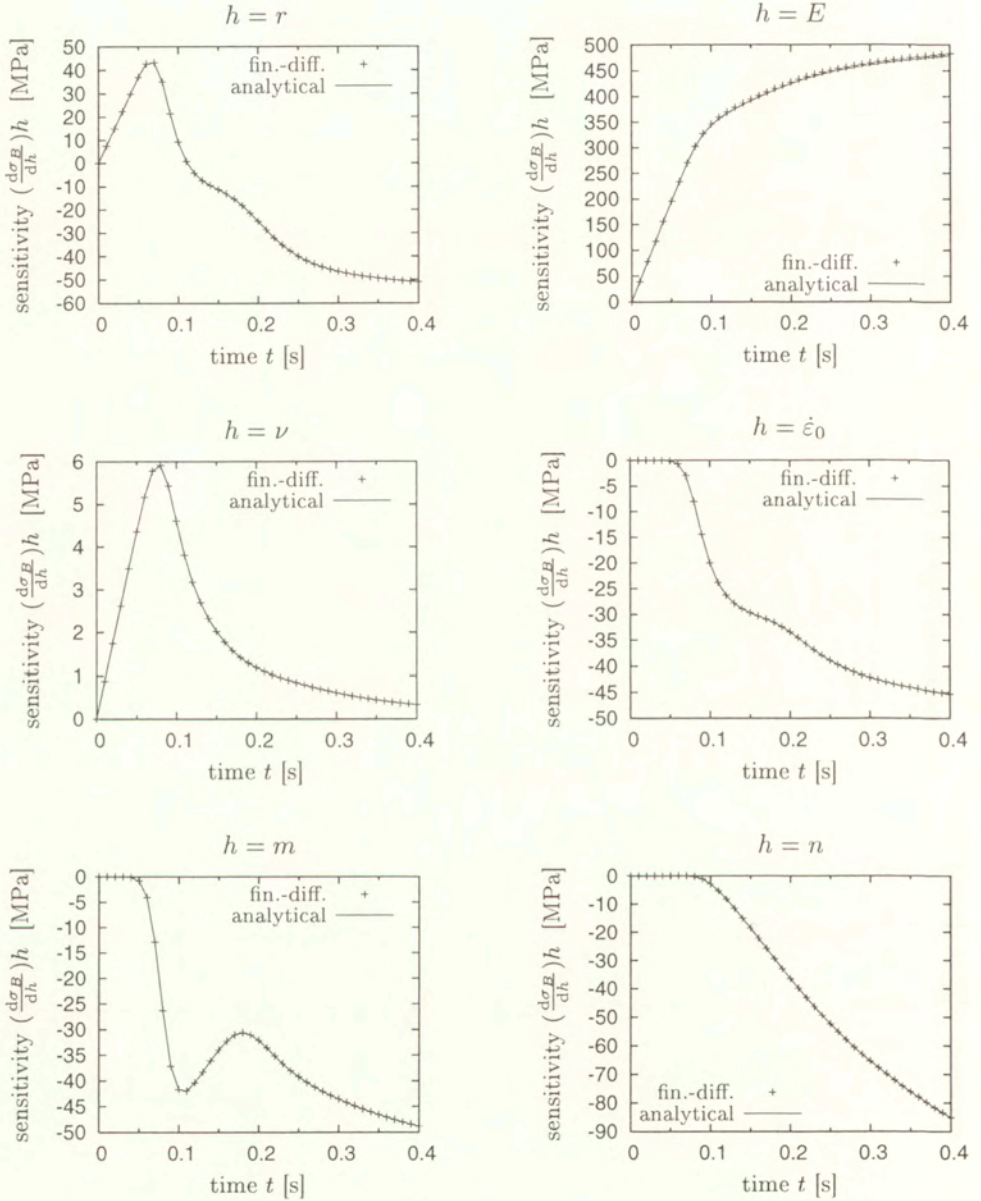 h = r
sensitivity (dσ_B/dh)h [MPa]
50
40
30
20
10
0
-10
-20
-30
-40
-50
-60
fin.-diff. +
analytical
0 0.1 0.2 0.3 0.4
time t [s]
h = E
sensitivity (dσ_B/dh)h [MPa]
500
450
400
350
300
250
200
150
100
50
0
fin.-diff. +
analytical
0 0.1 0.2 0.3 0.4
time t [s]
h = ν
sensitivity (dσ_B/dh)h [MPa]
6
5
4
3
2
1
0
fin.-diff. +
analytical
0 0.1 0.2 0.3 0.4
time t [s]
h = ε̇₀
sensitivity (dσ_B/dh)h [MPa]
0
-5
-10
-15
-20
-25
-30
-35
-40
-45
-50
fin.-diff. +
analytical
0 0.1 0.2 0.3 0.4
time t [s]
h = m
sensitivity (dσ_B/dh)h [MPa]
0
-5
-10
-15
-20
-25
-30
-35
-40
-45
-50
fin.-diff. +
analytical
0 0.1 0.2 0.3 0.4
time t [s]
h = n
sensitivity (dσ_B/dh)h [MPa]
0
-10
-20
-30
-40
-50
-60
-70
-80
-90
fin.-diff. +
analytical
0 0.1 0.2 0.3 0.4
time t [s]